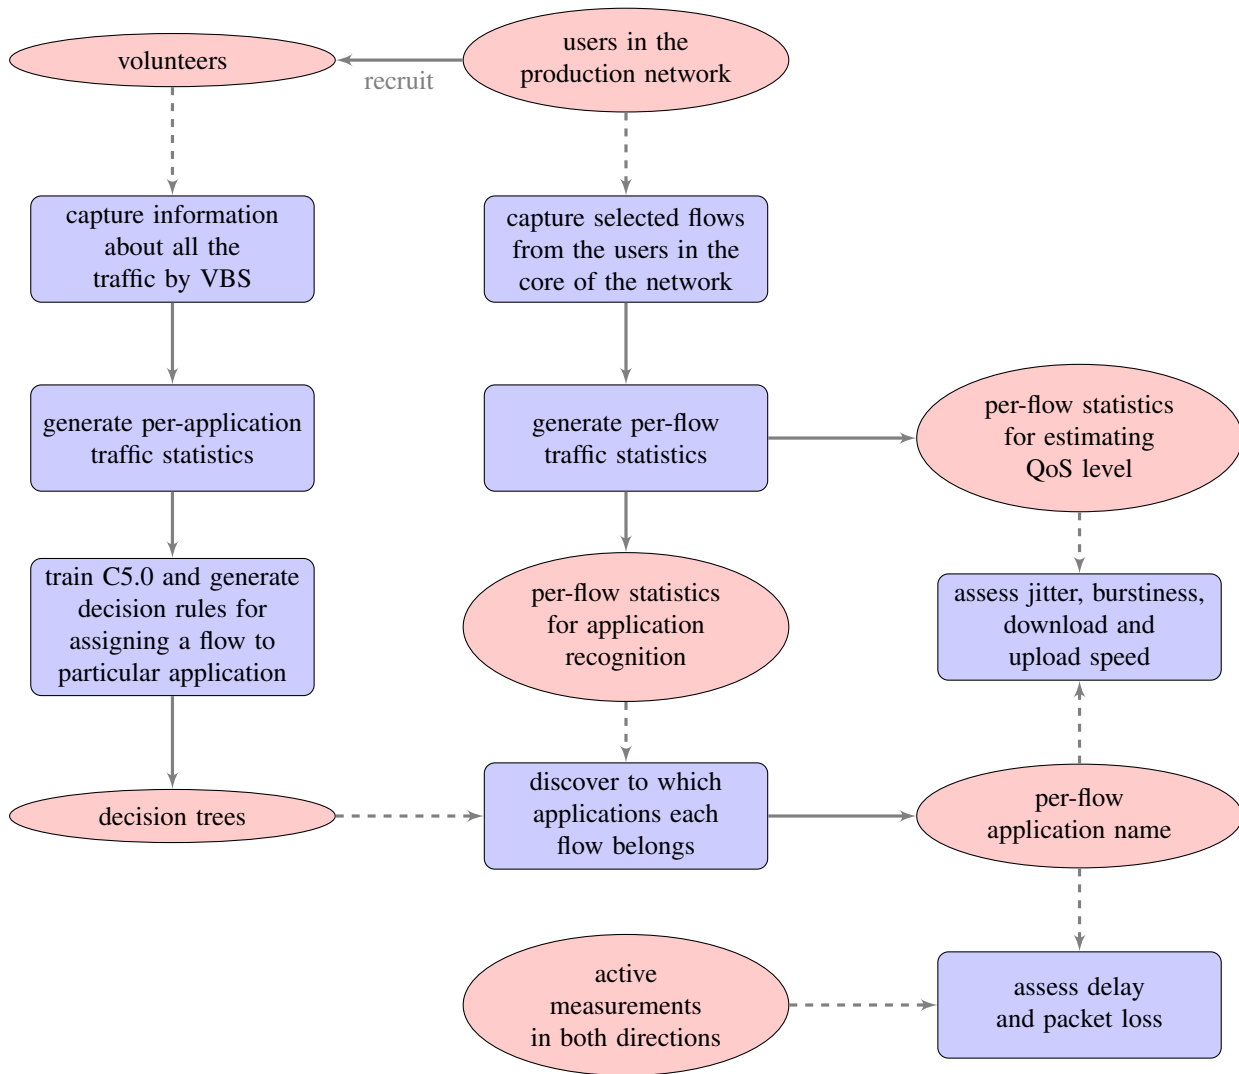 volunteers
users in the
production network
recruit
capture information
about all the
traffic by VBS
capture selected flows
from the users in the
core of the network
generate per-application
traffic statistics
generate per-flow
traffic statistics
per-flow statistics
for estimating
QoS level
train C5.0 and generate
decision rules for
assigning a flow to
particular application
per-flow statistics
for application
recognition
assess jitter, burstiness,
download and
upload speed
decision trees
discover to which
applications each
flow belongs
per-flow
application name
active
measurements
in both directions
assess delay
and packet loss